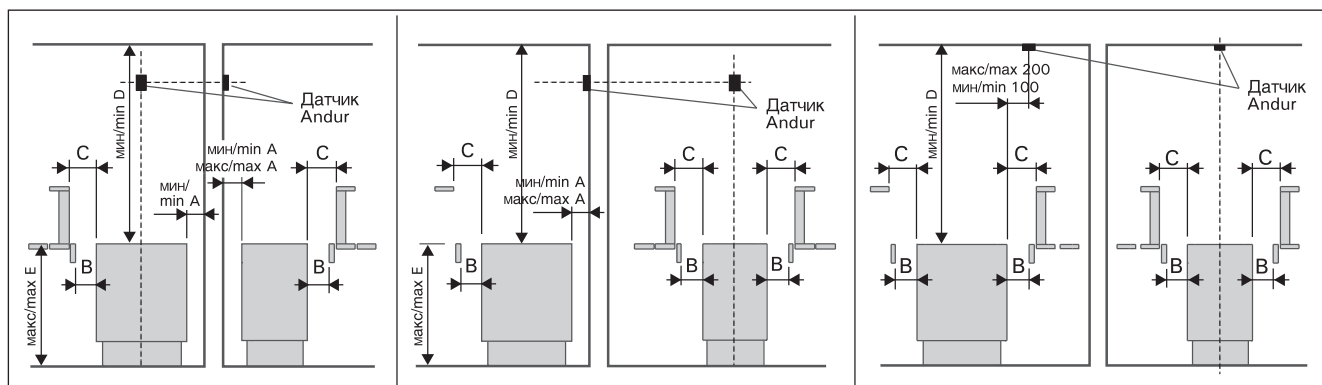 мин/min D
Датчик
Andur
C
мин/min A
макс/max A
C
мин/
min A
B
B
макс/max E
мин/min D
Датчик
Andur
C
C
C
мин/min A
макс/max A
B
B
B
макс/max E
макс/max 200
мин/min 100
Датчик
Andur
мин/min D
C
C
C
C
B
B
B
B